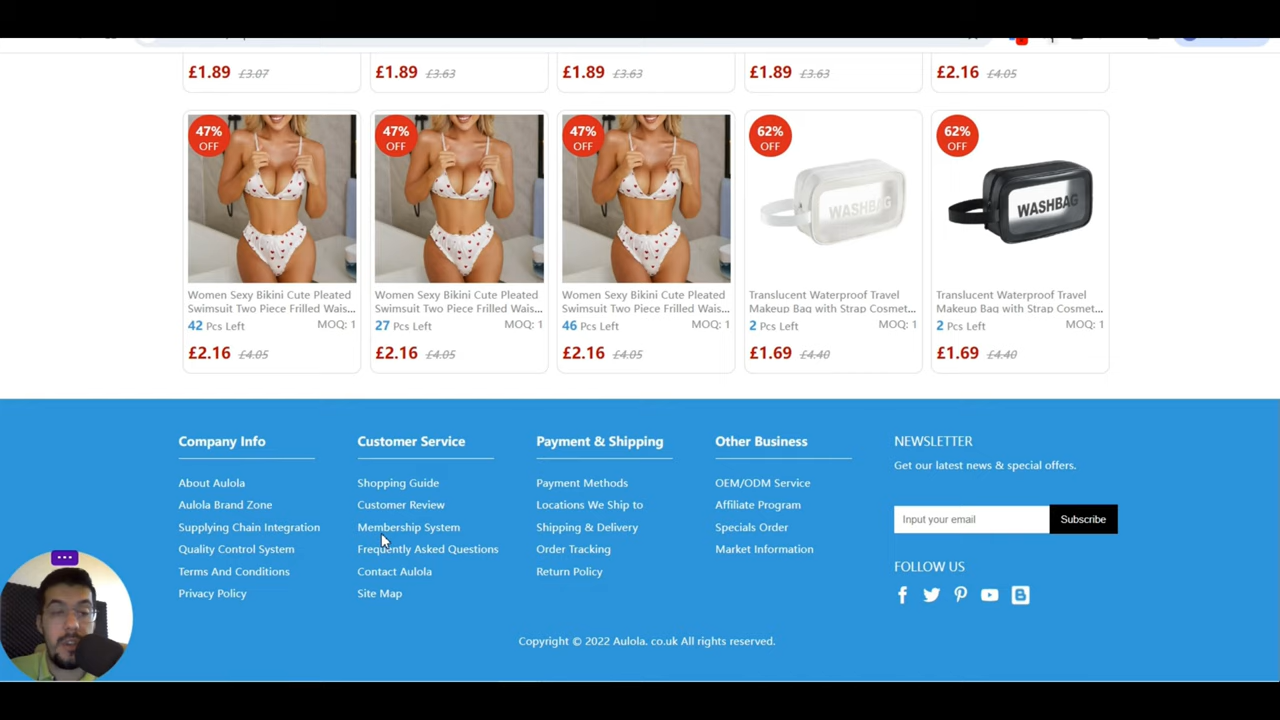 £1.89 £3.07
£1.89 £3.63
£1.89 £3.63
£1.89 £3.63
£2.16 £4.05
47%
OFF
47%
OFF
47%
OFF
62%
OFF
62%
OFF
WASHBAG
WASHBAG
Women Sexy Bikini Cute Pleated
Swimsuit Two Piece Frilled Wais...
42 Pcs Left MOQ: 1
£2.16 £4.05
Women Sexy Bikini Cute Pleated
Swimsuit Two Piece Frilled Wais...
27 Pcs Left MOQ: 1
£2.16 £4.05
Women Sexy Bikini Cute Pleated
Swimsuit Two Piece Frilled Wais...
46 Pcs Left MOQ: 1
£2.16 £4.05
Translucent Waterproof Travel
Makeup Bag with Strap Cosmet...
2 Pcs Left MOQ: 1
£1.69 £4.40
Translucent Waterproof Travel
Makeup Bag with Strap Cosmet...
2 Pcs Left MOQ: 1
£1.69 £4.40
Company Info
About Aulola
Aulola Brand Zone
Supplying Chain Integration
Quality Control System
Terms And Conditions
Privacy Policy
Customer Service
Shopping Guide
Customer Review
Membership System
Frequently Asked Questions
Contact Aulola
Site Map
Payment & Shipping
Payment Methods
Locations We Ship to
Shipping & Delivery
Order Tracking
Return Policy
Other Business
OEM/ODM Service
Affiliate Program
Specials Order
Market Information
NEWSLETTER
Get our latest news & special offers.
Input your email
Subscribe
FOLLOW US
Copyright © 2022 Aulola. co.uk All rights reserved.